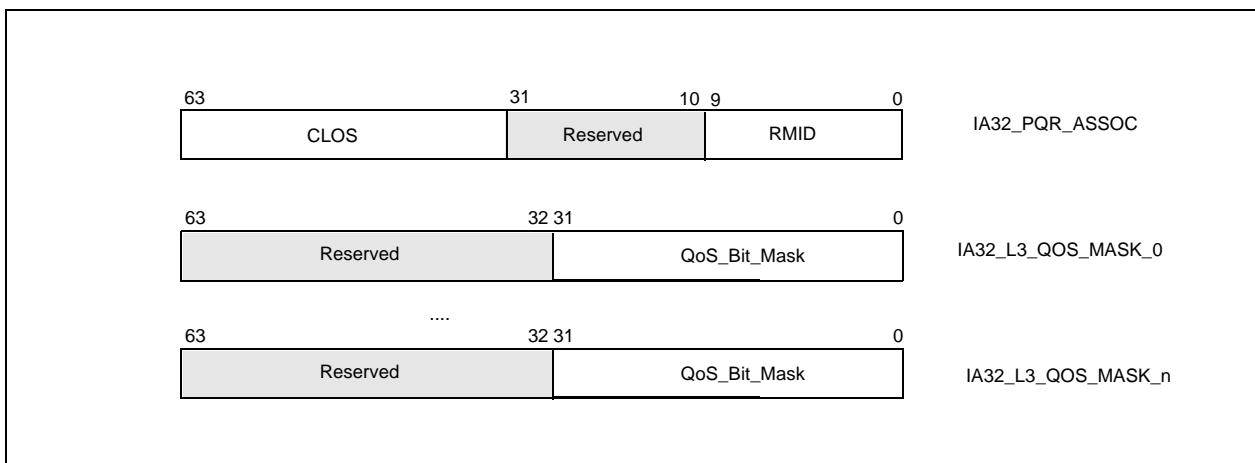 63 31 10 9 0
CLOS Reserved RMID IA32_PQR_ASSOC
63 32 31 0
Reserved QoS_Bit_Mask IA32_L3_QOS_MASK_0
....
63 32 31 0
Reserved QoS_Bit_Mask IA32_L3_QOS_MASK_n